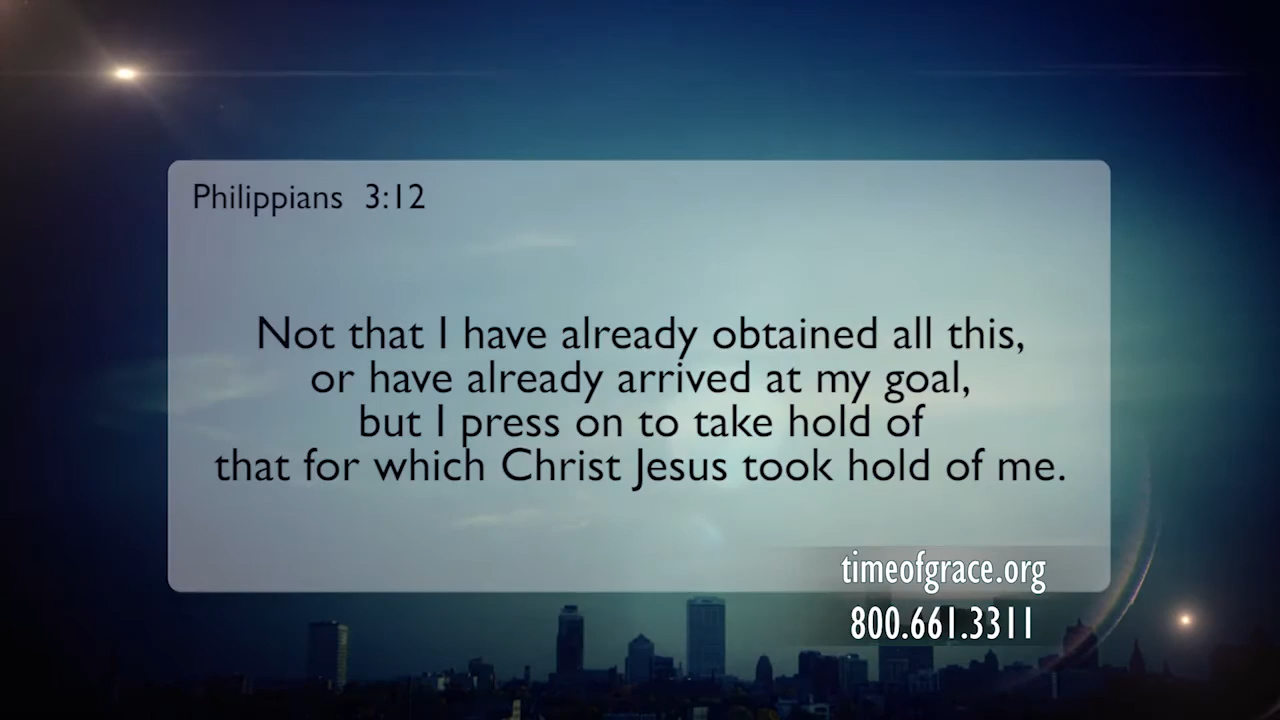 Philippians 3:12
Not that I have already obtained all this,
or have already arrived at my goal,
but I press on to take hold of
that for which Christ Jesus took hold of me.
timeofgrace.org
800.661.3311